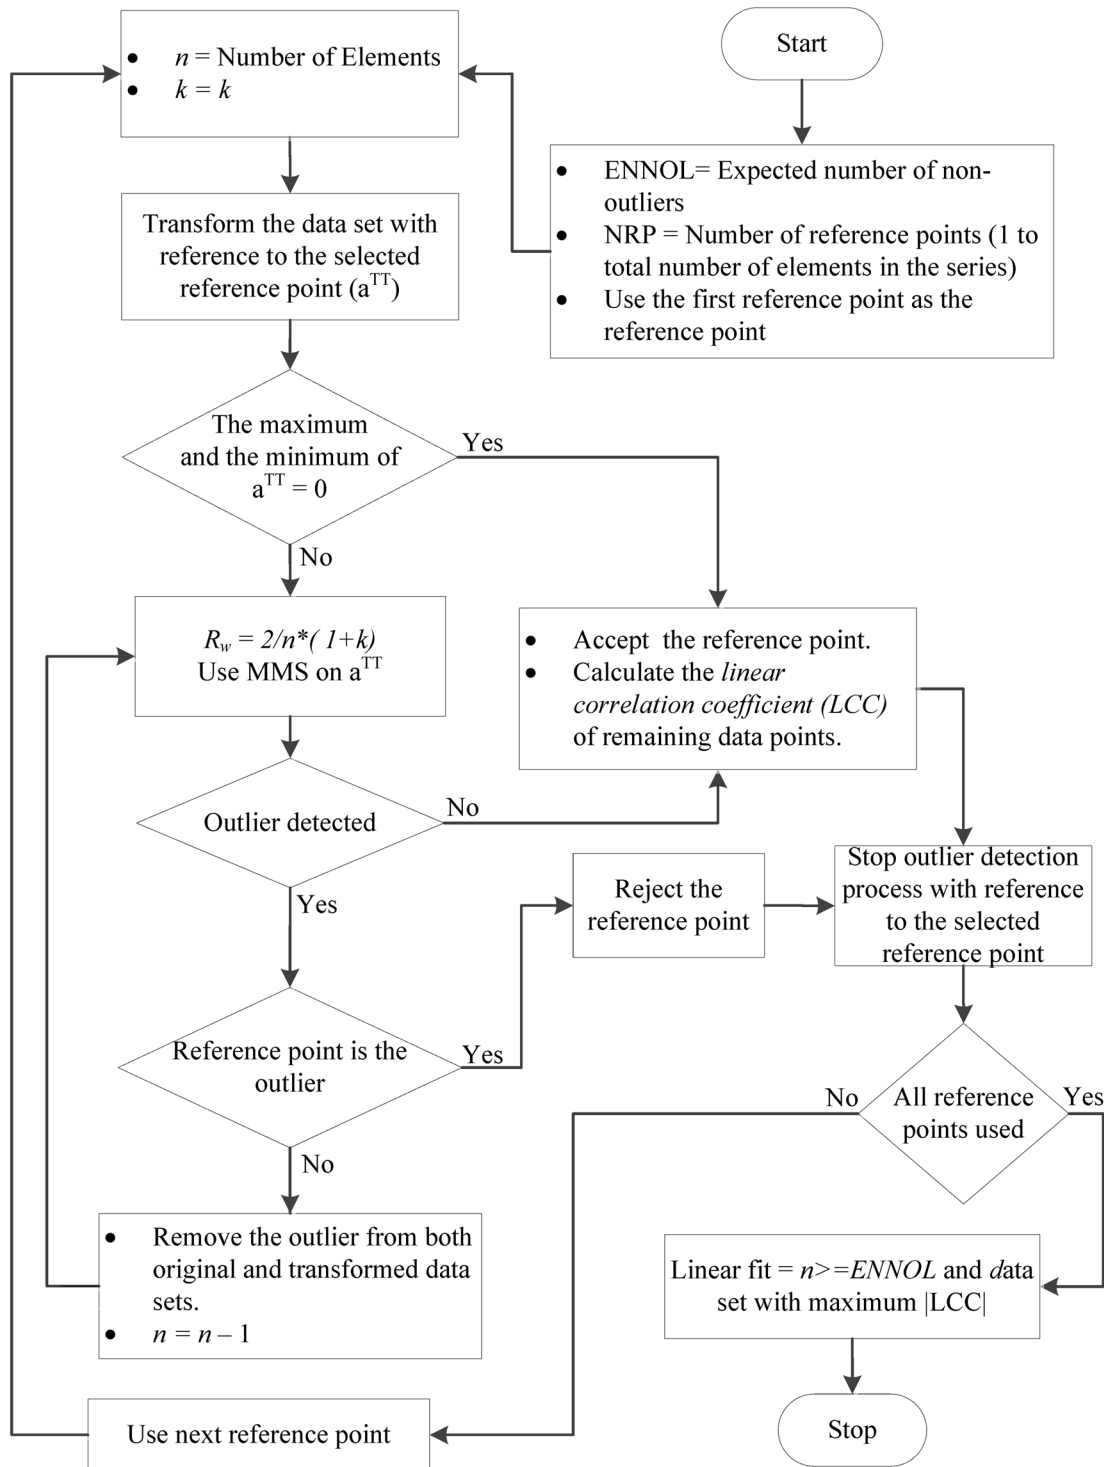 Start
• ENNOL= Expected number of non-
outliers
• NRP = Number of reference points (1 to
total number of elements in the series)
• Use the first reference point as the
reference point
• n = Number of Elements
• k = k
Transform the data set with
reference to the selected
reference point (a^TT)
The maximum
and the minimum of
a^TT = 0
Yes
No
R_w = 2/n*( 1+k)
Use MMS on a^TT
• Accept the reference point.
• Calculate the linear
correlation coefficient (LCC)
of remaining data points.
Outlier detected
No
Yes
Reject the
reference point
Stop outlier detection
process with reference
to the selected
reference point
Reference point is the
outlier
Yes
No
No
All reference
points used
Yes
• Remove the outlier from both
original and transformed data
sets.
• n = n – 1
Linear fit = n>=ENNOL and data
set with maximum |LCC|
Use next reference point
Stop